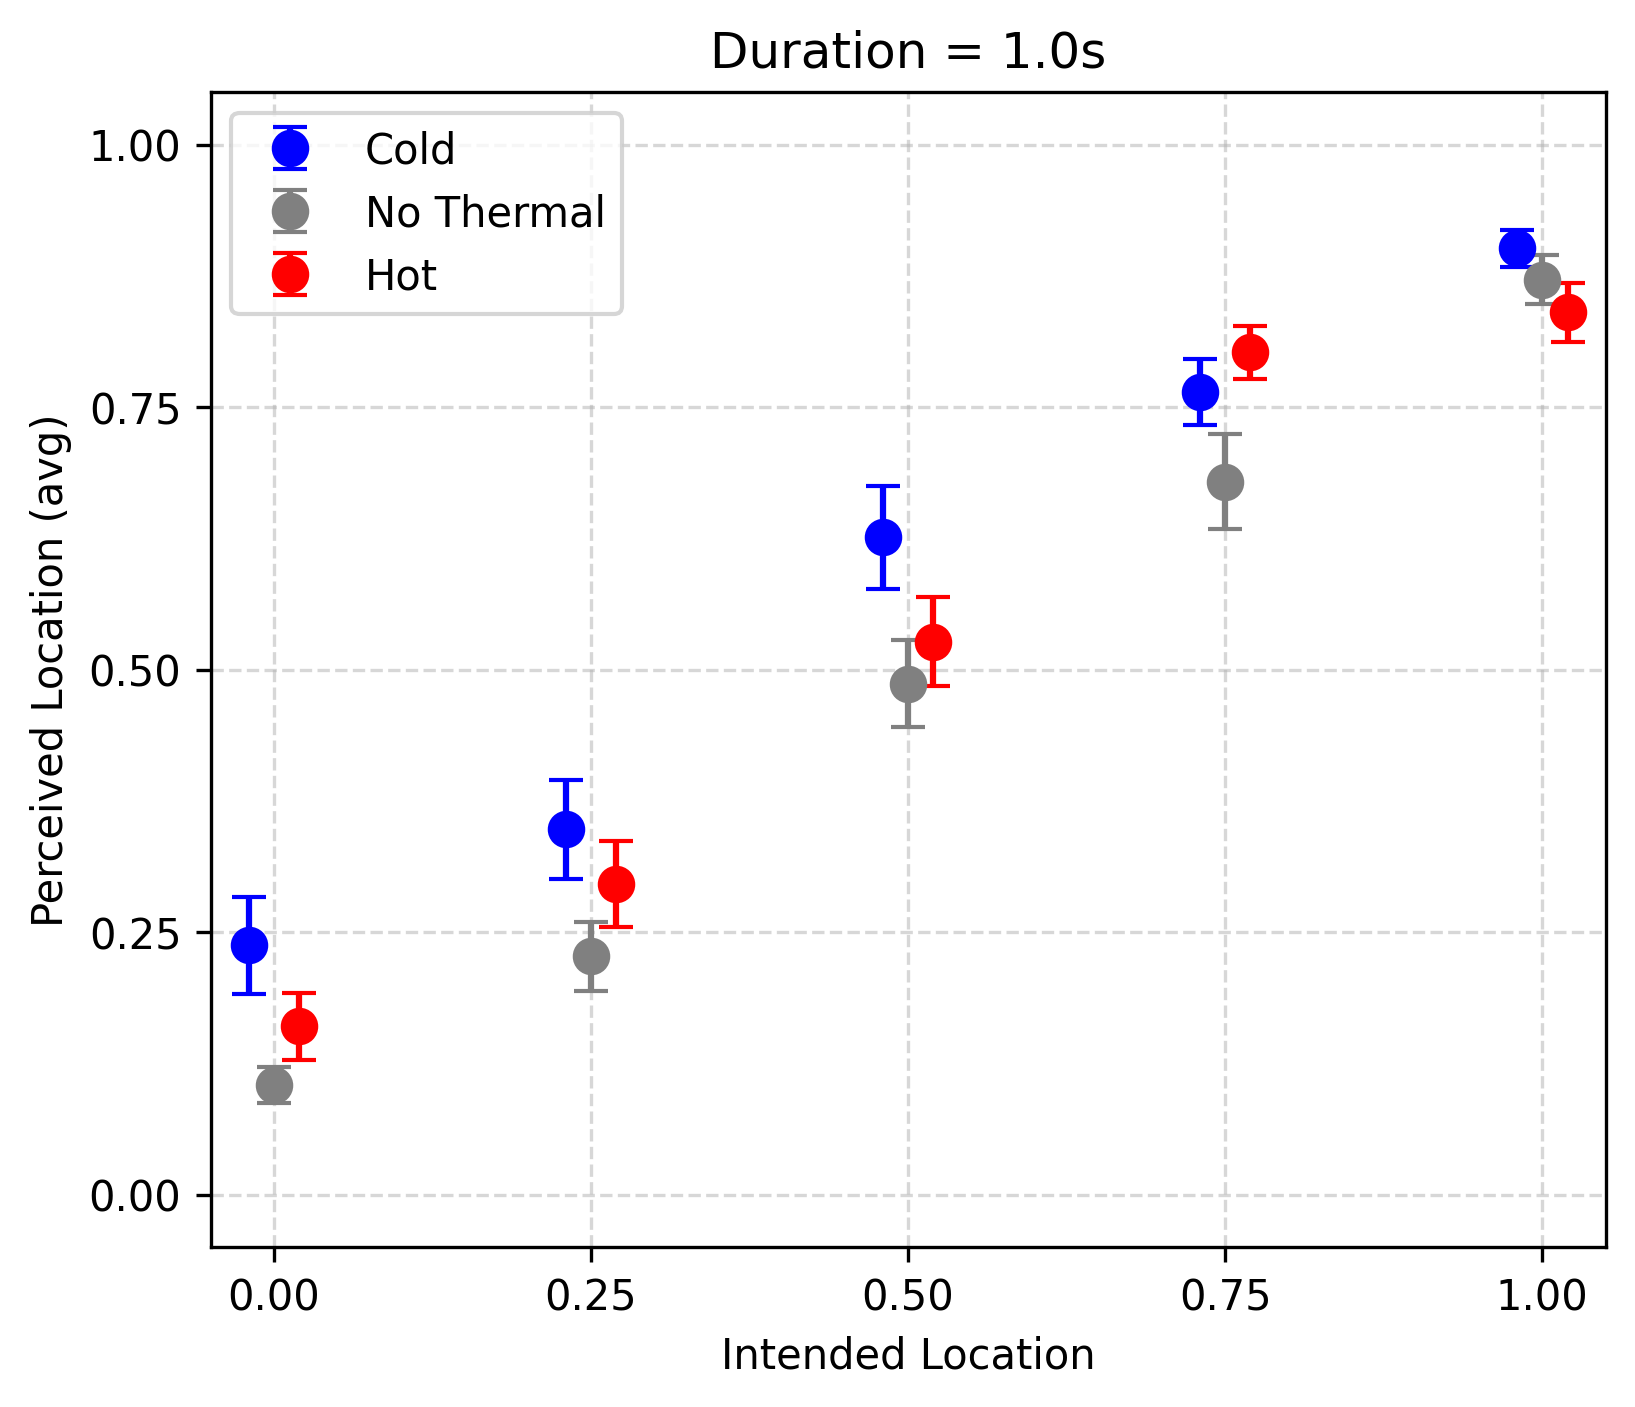 Duration = 1.0s
Cold
No Thermal
Hot
1.00
0.75
0.50
0.25
0.00
Perceived Location (avg)
0.00 0.25 0.50 0.75 1.00
Intended Location